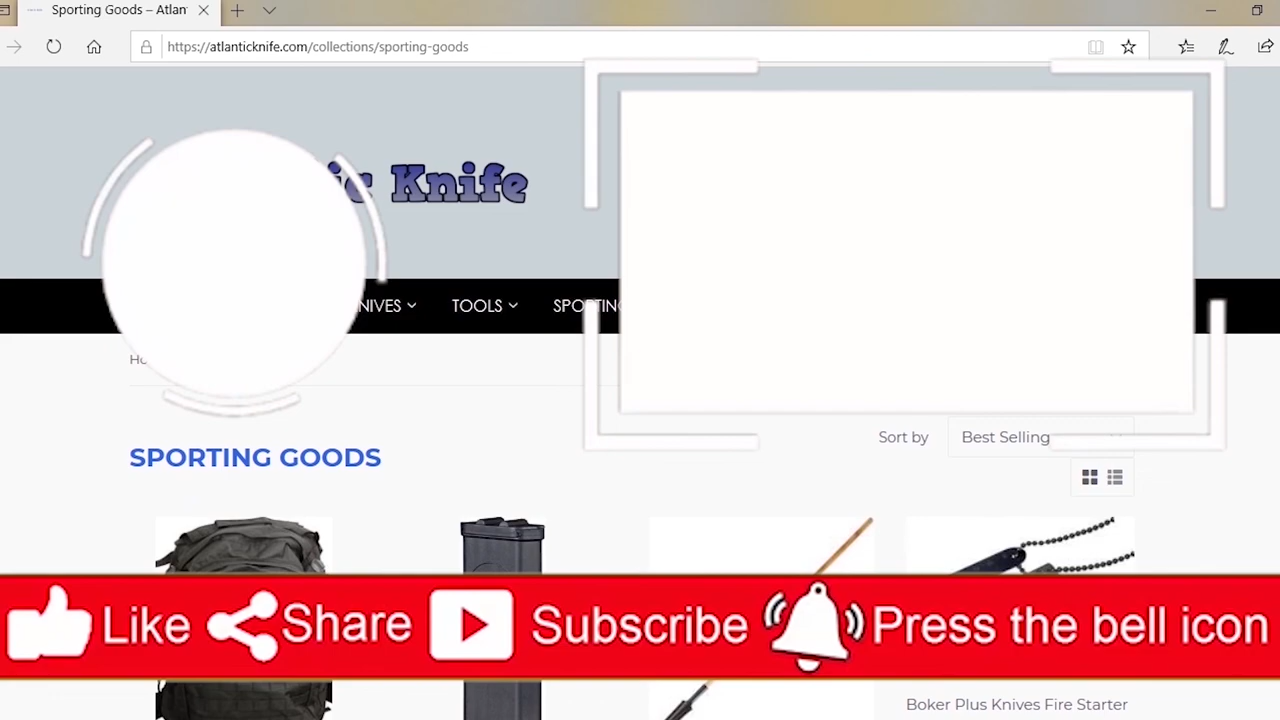 Sporting Goods – Atlan
https://atlanticknife.com/collections/sporting-goods
ic Knife
NIVES
TOOLS
SPORTING
Ho
SPORTING GOODS
Sort by
Best Selling
Like
Share
Subscribe
Press the bell icon
Boker Plus Knives Fire Starter